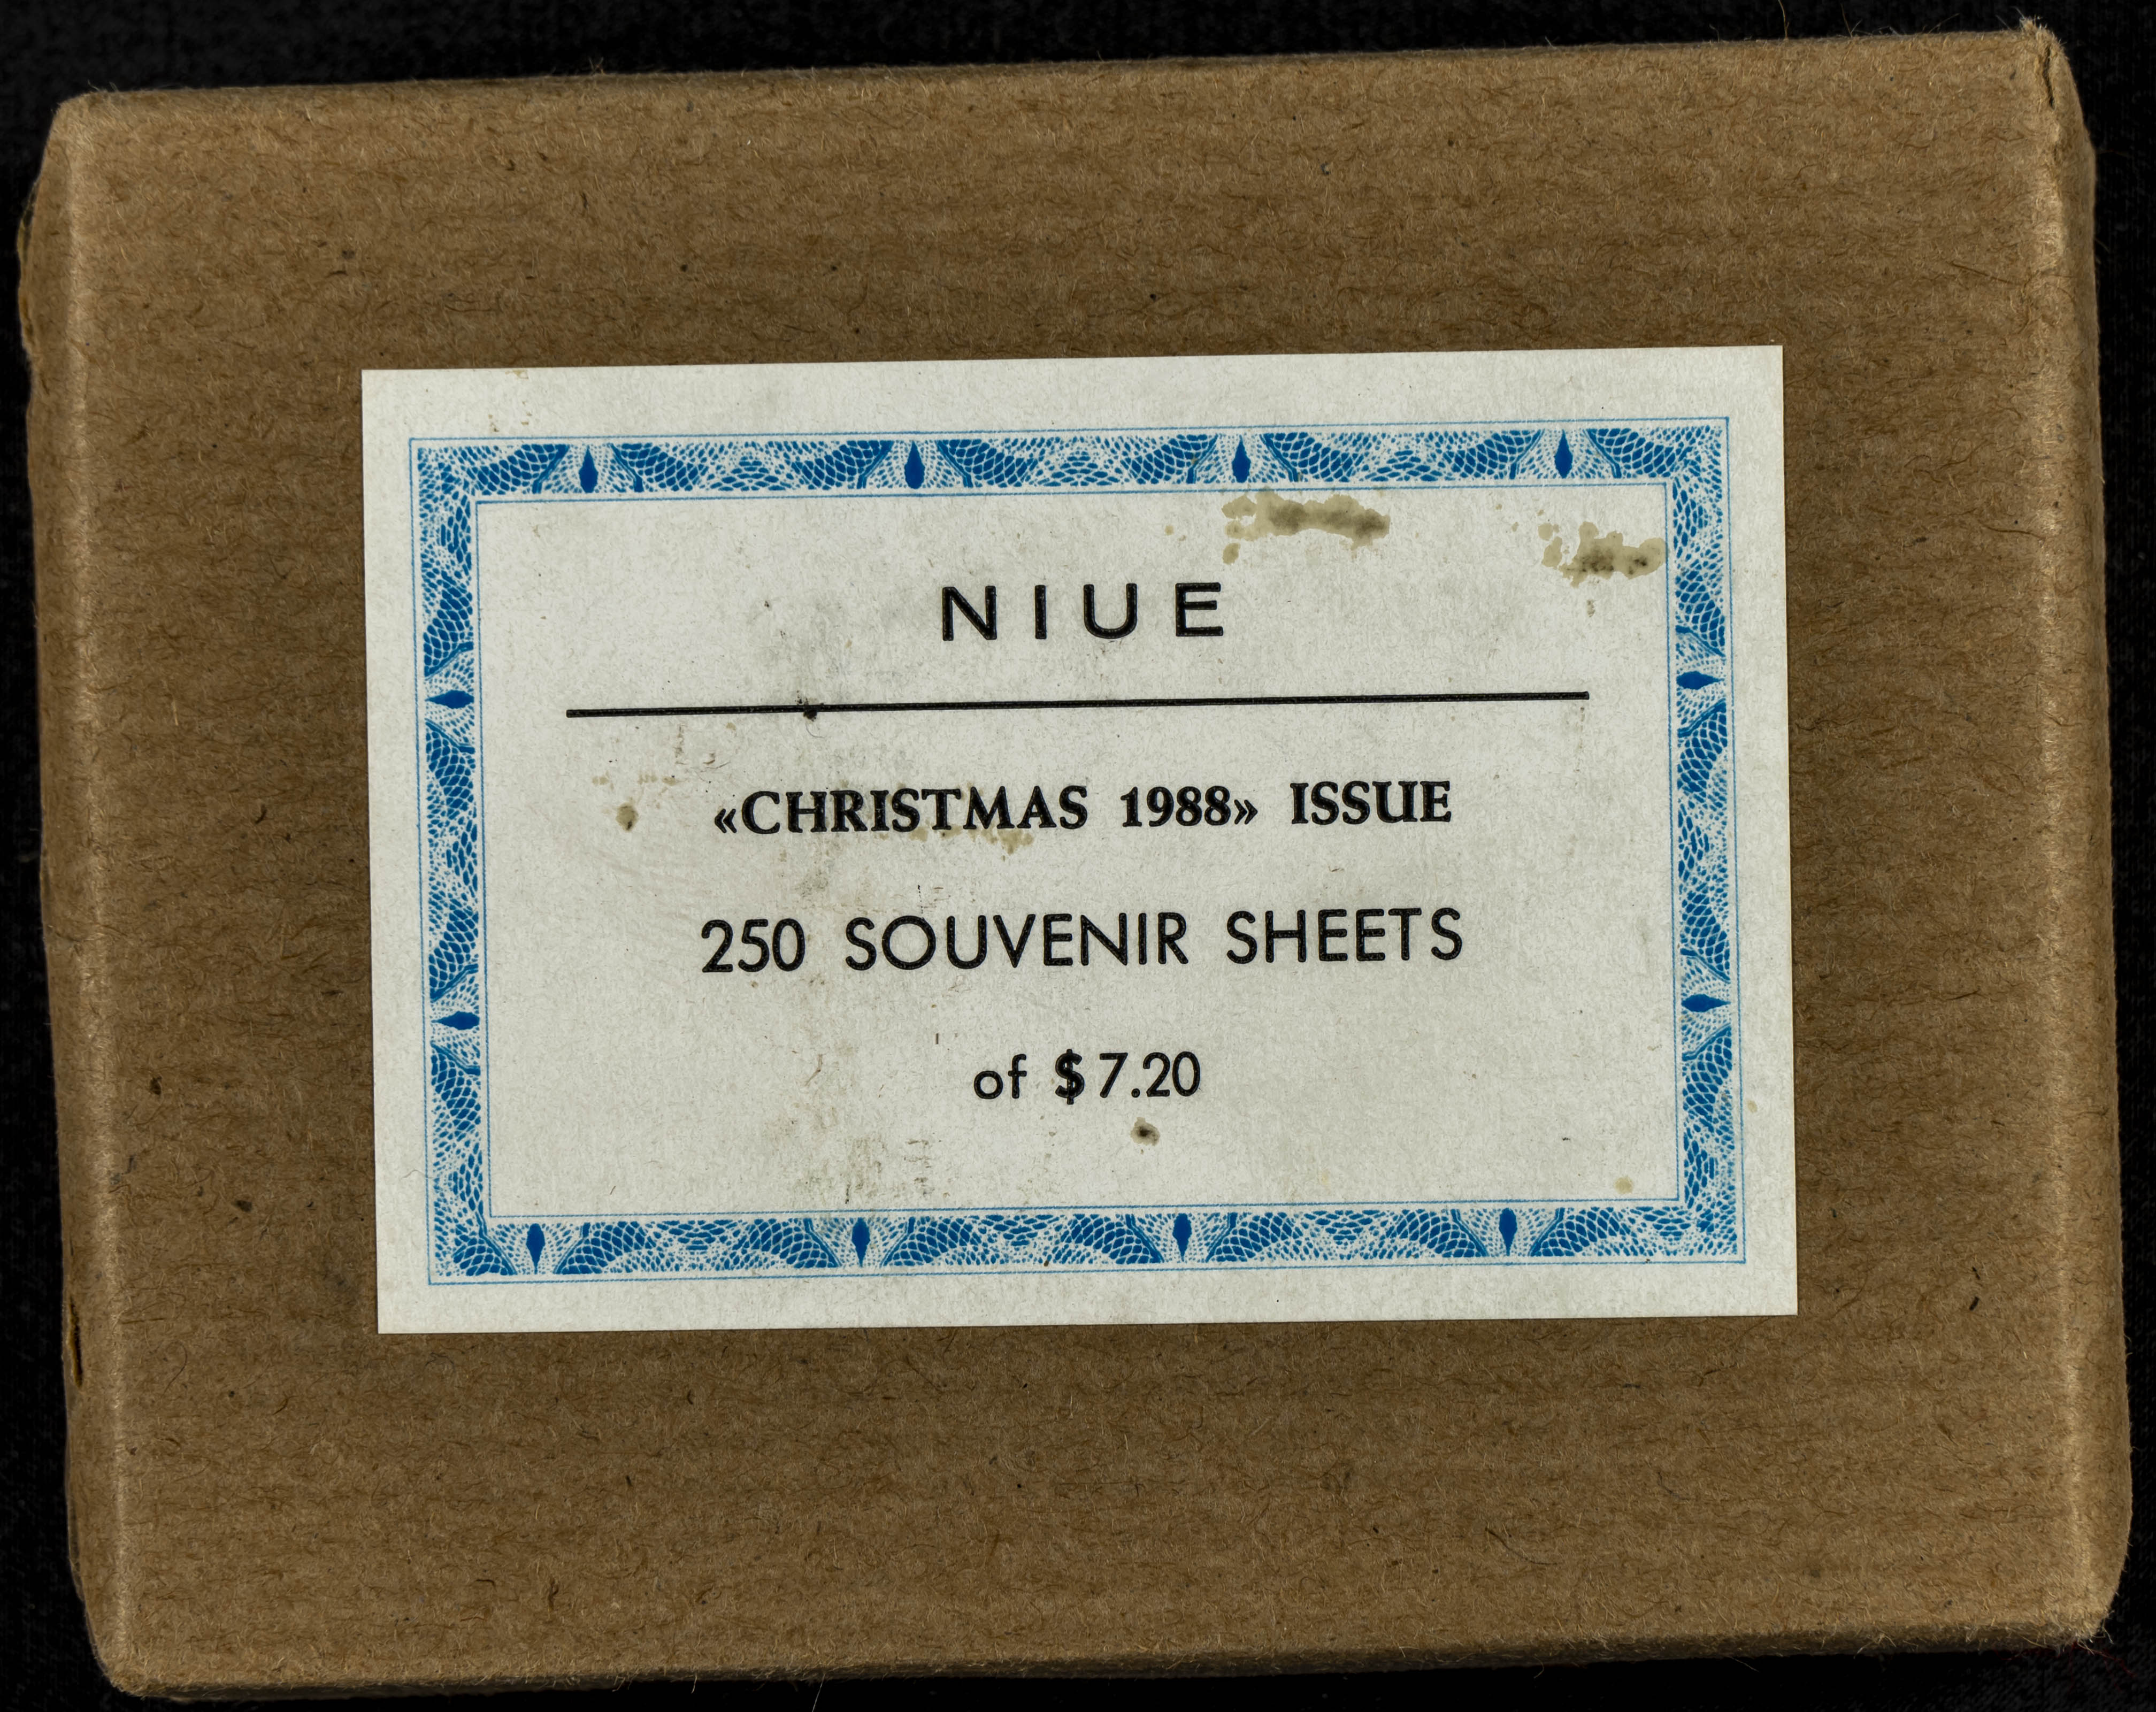 NIUE
«CHRISTMAS 1988» ISSUE
250 SOUVENIR SHEETS
of $7.20